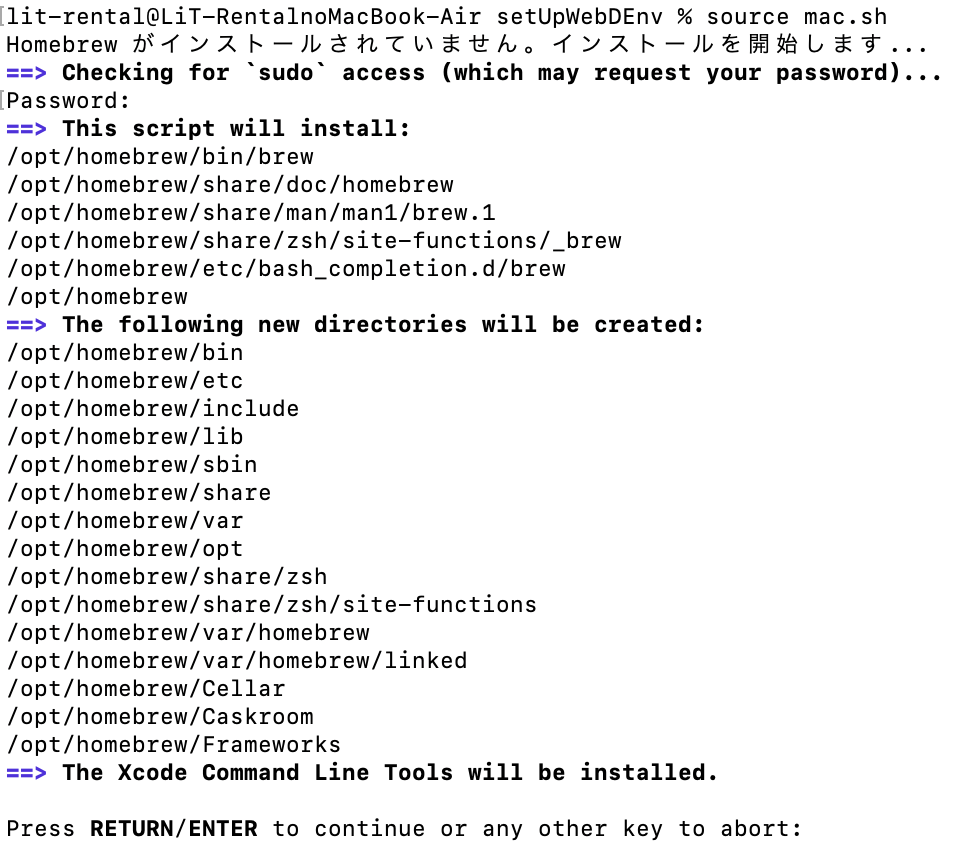 lit-rental@LiT-RentalnoMacBook-Air setUpWebDEnv % source mac.sh
Homebrew がインストールされていません。インストールを開始します...
==> Checking for `sudo` access (which may request your password)...
Password:
==> This script will install:
/opt/homebrew/bin/brew
/opt/homebrew/share/doc/homebrew
/opt/homebrew/share/man/man1/brew.1
/opt/homebrew/share/zsh/site-functions/_brew
/opt/homebrew/etc/bash_completion.d/brew
/opt/homebrew
==> The following new directories will be created:
/opt/homebrew/bin
/opt/homebrew/etc
/opt/homebrew/include
/opt/homebrew/lib
/opt/homebrew/sbin
/opt/homebrew/share
/opt/homebrew/var
/opt/homebrew/opt
/opt/homebrew/share/zsh
/opt/homebrew/share/zsh/site-functions
/opt/homebrew/var/homebrew
/opt/homebrew/var/homebrew/linked
/opt/homebrew/Cellar
/opt/homebrew/Caskroom
/opt/homebrew/Frameworks
==> The Xcode Command Line Tools will be installed.
Press RETURN/ENTER to continue or any other key to abort: